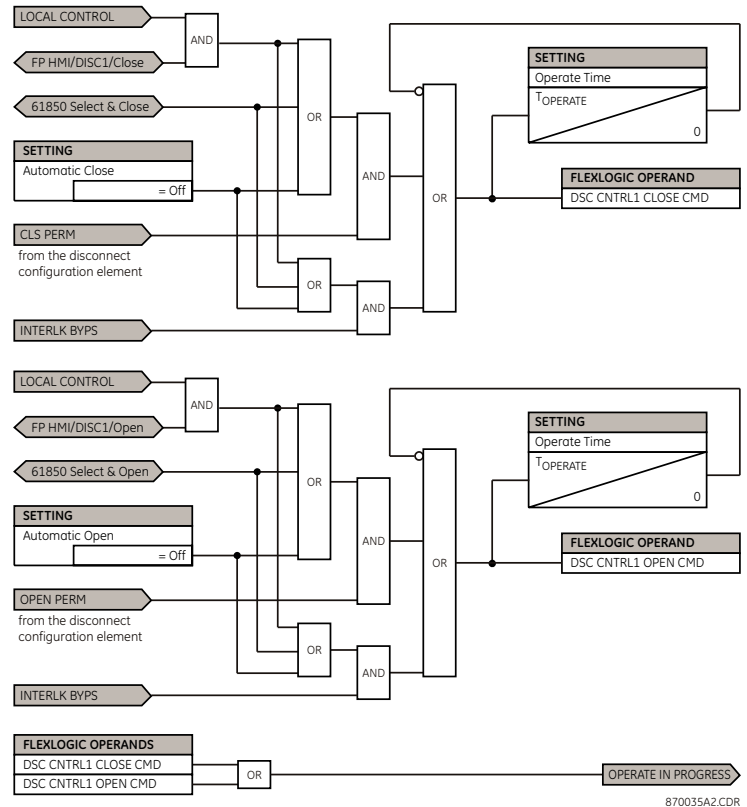 LOCAL CONTROL
AND
FP HMI/DISC1/Close
61850 Select & Close
OR
SETTING
Automatic Close
= Off
AND
CLS PERM
from the disconnect
configuration element
OR
AND
INTERLK BYPS
OR
SETTING
Operate Time
TOPERATE
0
FLEXLOGIC OPERAND
DSC CNTRL1 CLOSE CMD
LOCAL CONTROL
AND
FP HMI/DISC1/Open
61850 Select & Open
OR
SETTING
Automatic Open
= Off
AND
OPEN PERM
from the disconnect
configuration element
OR
AND
INTERLK BYPS
OR
SETTING
Operate Time
TOPERATE
0
FLEXLOGIC OPERAND
DSC CNTRL1 OPEN CMD
FLEXLOGIC OPERANDS
DSC CNTRL1 CLOSE CMD
DSC CNTRL1 OPEN CMD
OR
OPERATE IN PROGRESS
870035A2.CDR